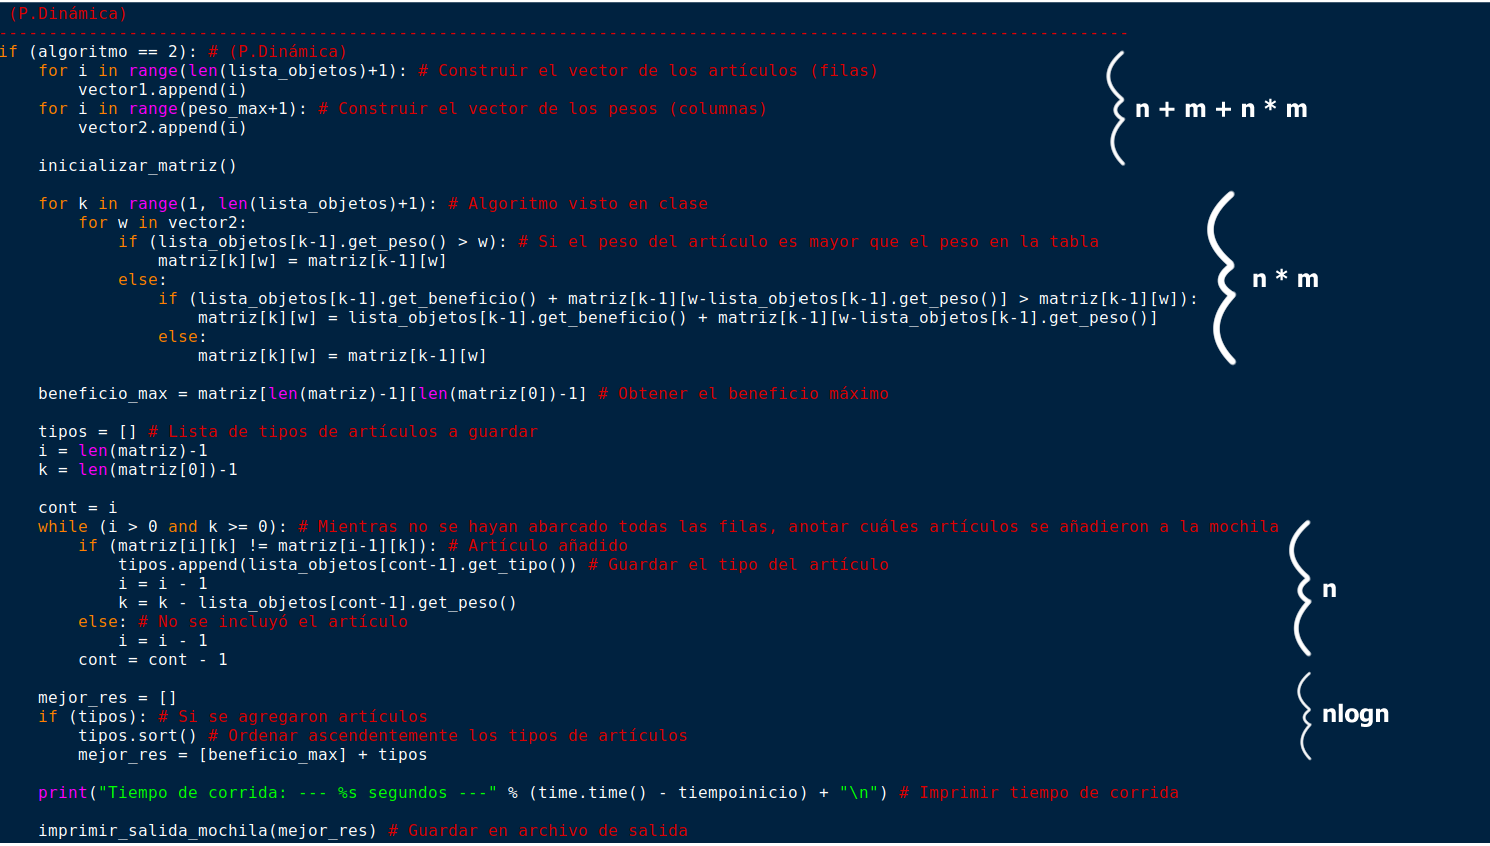 (P.Dinámica)
-----------------------------------------------------------------------------------------------------------------
if (algoritmo == 2): # (P.Dinámica)
    for i in range(len(lista_objetos)+1): # Construir el vector de los artículos (filas)
        vector1.append(i)
    for i in range(peso_max+1): # Construir el vector de los pesos (columnas)
        vector2.append(i)
n + m + n * m
    inicializar_matriz()
    for k in range(1, len(lista_objetos)+1): # Algoritmo visto en clase
        for w in vector2:
            if (lista_objetos[k-1].get_peso() > w): # Si el peso del artículo es mayor que el peso en la tabla
                matriz[k][w] = matriz[k-1][w]
            else:
                if (lista_objetos[k-1].get_beneficio() + matriz[k-1][w-lista_objetos[k-1].get_peso()] > matriz[k-1][w]):
                    matriz[k][w] = lista_objetos[k-1].get_beneficio() + matriz[k-1][w-lista_objetos[k-1].get_peso()]
                else:
                    matriz[k][w] = matriz[k-1][w]
n * m
    beneficio_max = matriz[len(matriz)-1][len(matriz[0])-1] # Obtener el beneficio máximo
    tipos = [] # Lista de tipos de artículos a guardar
    i = len(matriz)-1
    k = len(matriz[0])-1
    cont = i
    while (i > 0 and k >= 0): # Mientras no se hayan abarcado todas las filas, anotar cuáles artículos se añadieron a la mochila
        if (matriz[i][k] != matriz[i-1][k]): # Artículo añadido
            tipos.append(lista_objetos[cont-1].get_tipo()) # Guardar el tipo del artículo
            i = i - 1
            k = k - lista_objetos[cont-1].get_peso()
        else: # No se incluyó el artículo
            i = i - 1
        cont = cont - 1
n
    mejor_res = []
    if (tipos): # Si se agregaron artículos
        tipos.sort() # Ordenar ascendentemente los tipos de artículos
        mejor_res = [beneficio_max] + tipos
nlogn
    print("Tiempo de corrida: --- %s segundos ---" % (time.time() - tiempoinicio) + "\n") # Imprimir tiempo de corrida
    imprimir_salida_mochila(mejor_res) # Guardar en archivo de salida